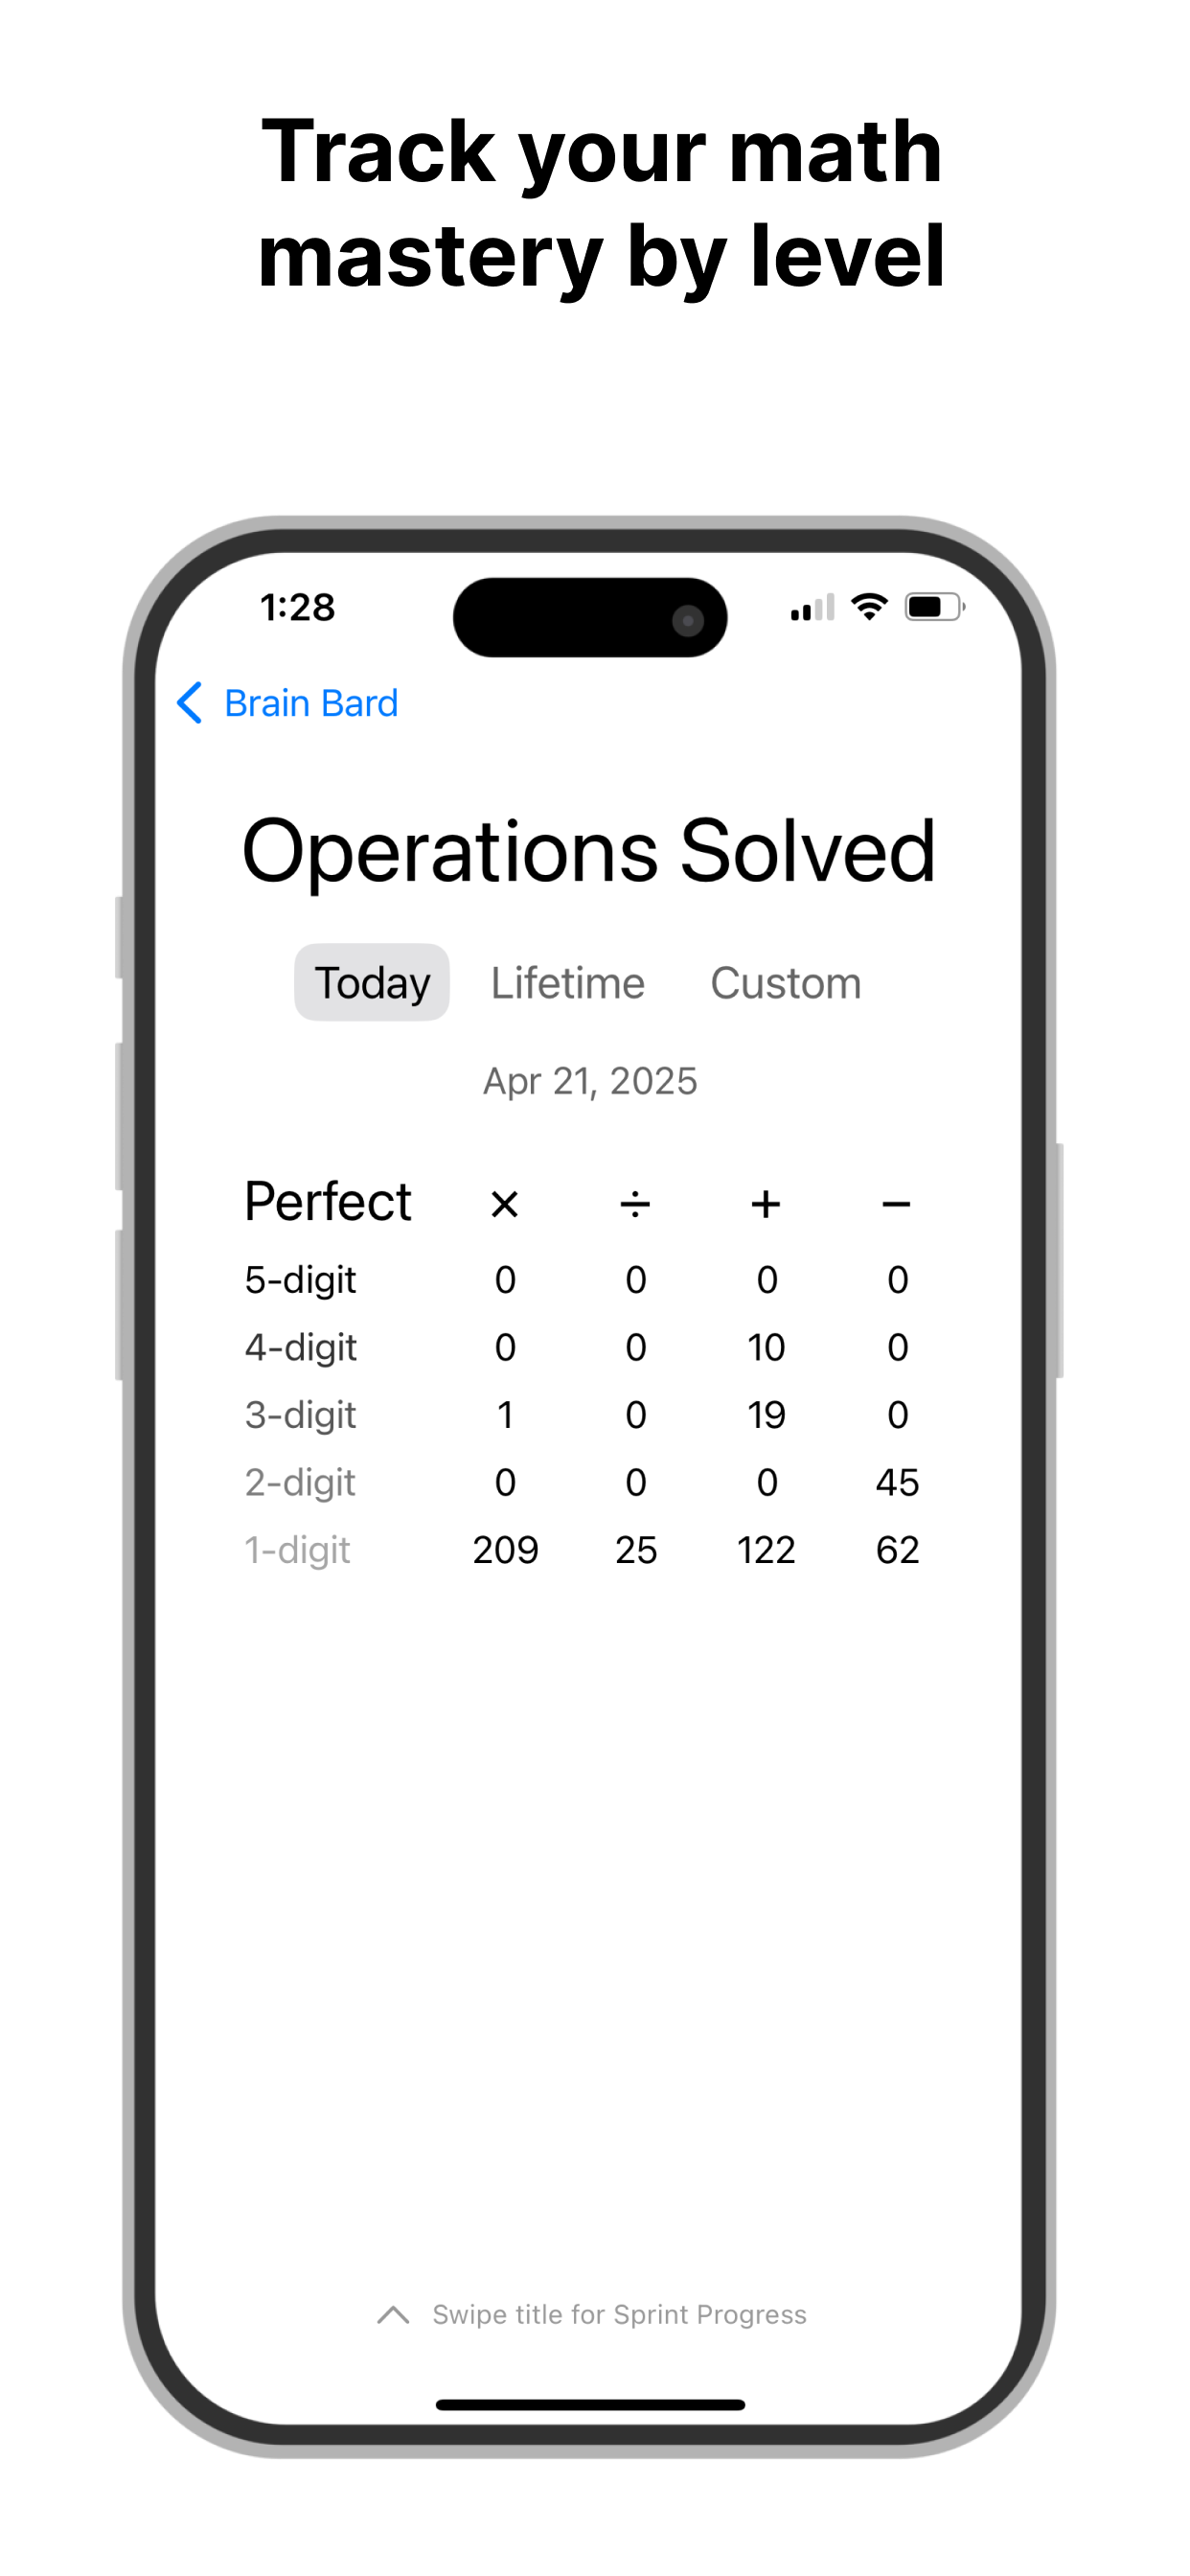 Track your math
mastery by level
1:28
Brain Bard
Operations Solved
Today Lifetime Custom
Apr 21, 2025
Perfect × ÷ + −
5-digit 0 0 0 0
4-digit 0 0 10 0
3-digit 1 0 19 0
2-digit 0 0 0 45
1-digit 209 25 122 62
Swipe title for Sprint Progress